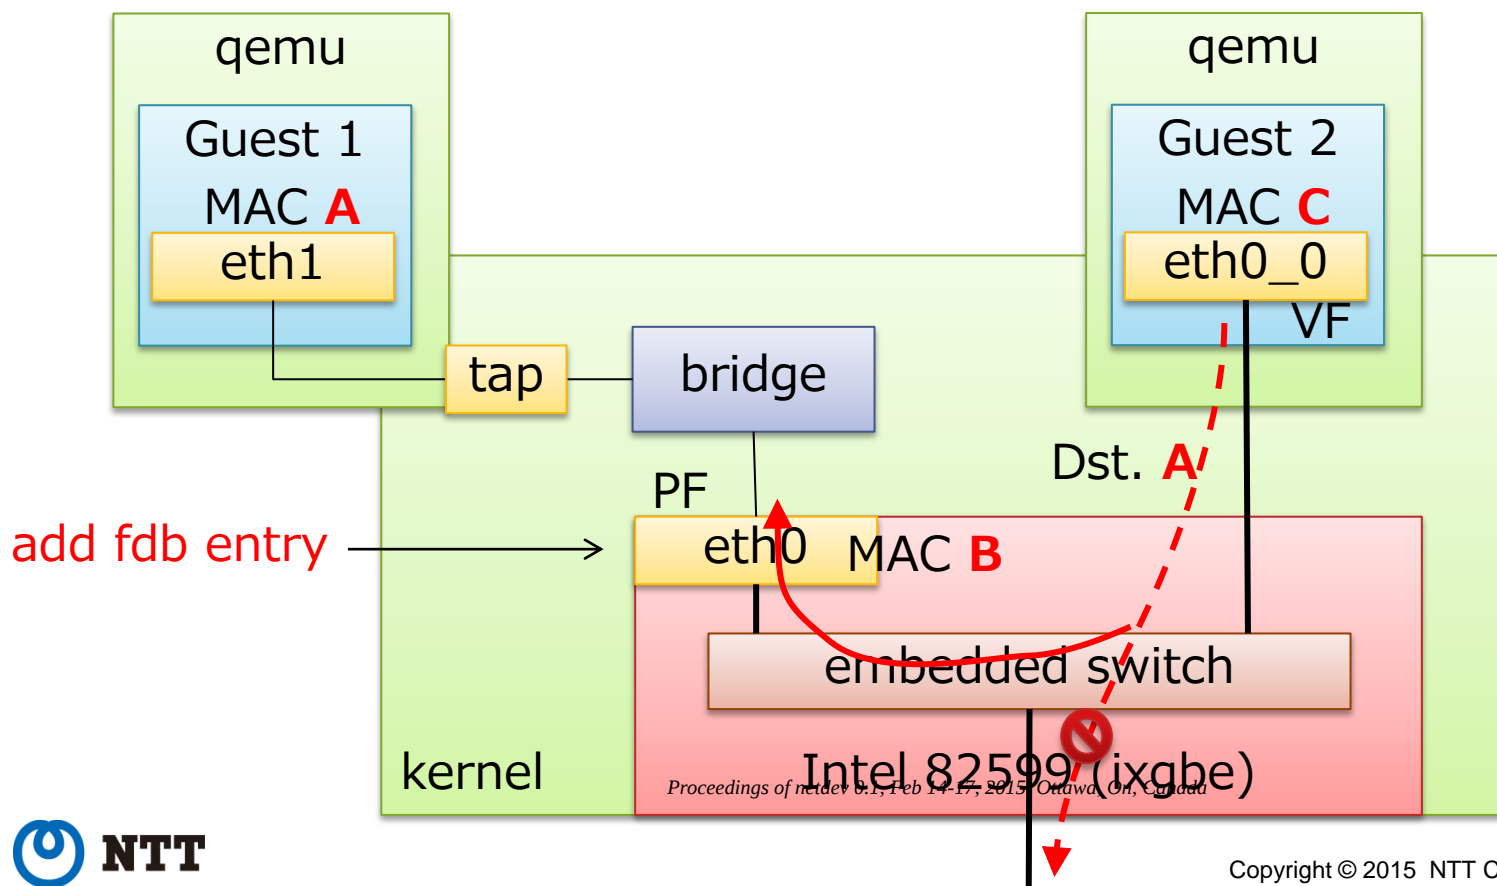 qemu
qemu
Guest 1
MAC A
eth1
Guest 2
MAC C
eth0_0
VF
tap
bridge
Dst. A
PF
add fdb entry
eth0
MAC B
embedded switch
kernel
Intel 82599 (ixgbe)
Proceedings of netdev 0.1, Feb 14-17, 2015, Ottawa, On, Canada
NTT
Copyright © 2015 NTT C